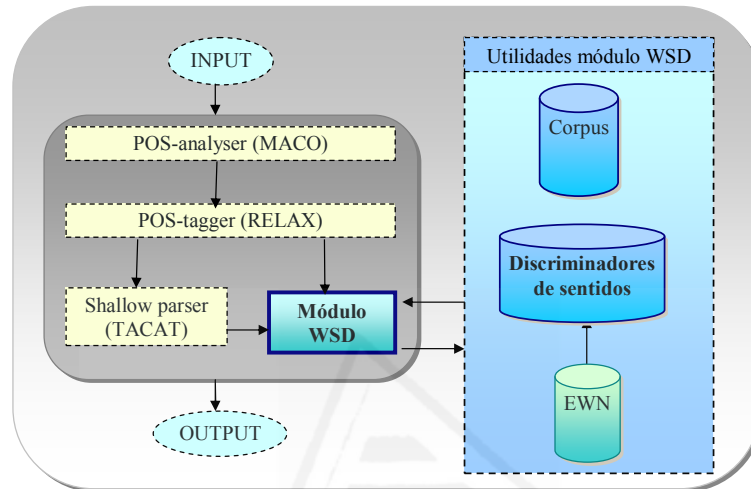 INPUT
POS-analyser (MACO)
POS-tagger (RELAX)
Shallow parser
(TACAT)
Módulo
WSD
OUTPUT
Utilidades módulo WSD
Corpus
Discriminadores
de sentidos
EWN